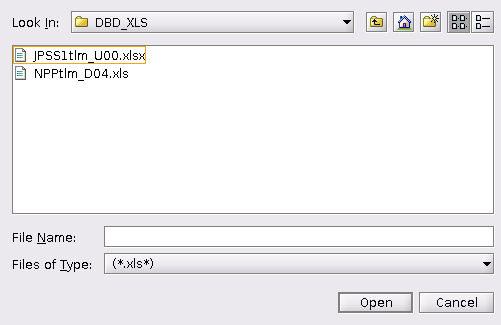 Look In: DBD_XLS
JPSS1tlm_U00.xlsx
NPPtlm_D04.xls
File Name:
Files of Type: (*.xls*)
Open Cancel